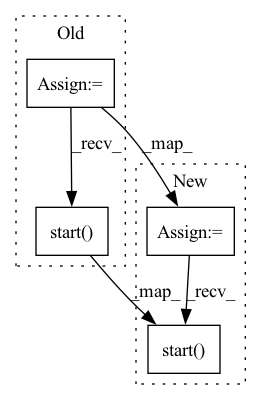 Old
Assign:=
_recv_
_map_
New
start()
Assign:=
_map_
_recv_
start()